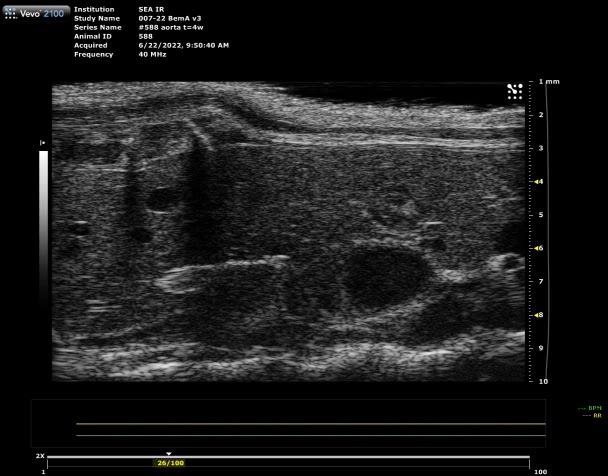 Vevo 2100
Institution SEA IR
Study Name 007-22 BemA v3
Series Name #588 aorta t=4w
Animal ID 588
Acquired 6/22/2022, 9:50:40 AM
Frequency 40 MHz
1 mm
2
3
4
5
6
7
8
9
10
--- BPM
-- RR
2X
26/100
1
100